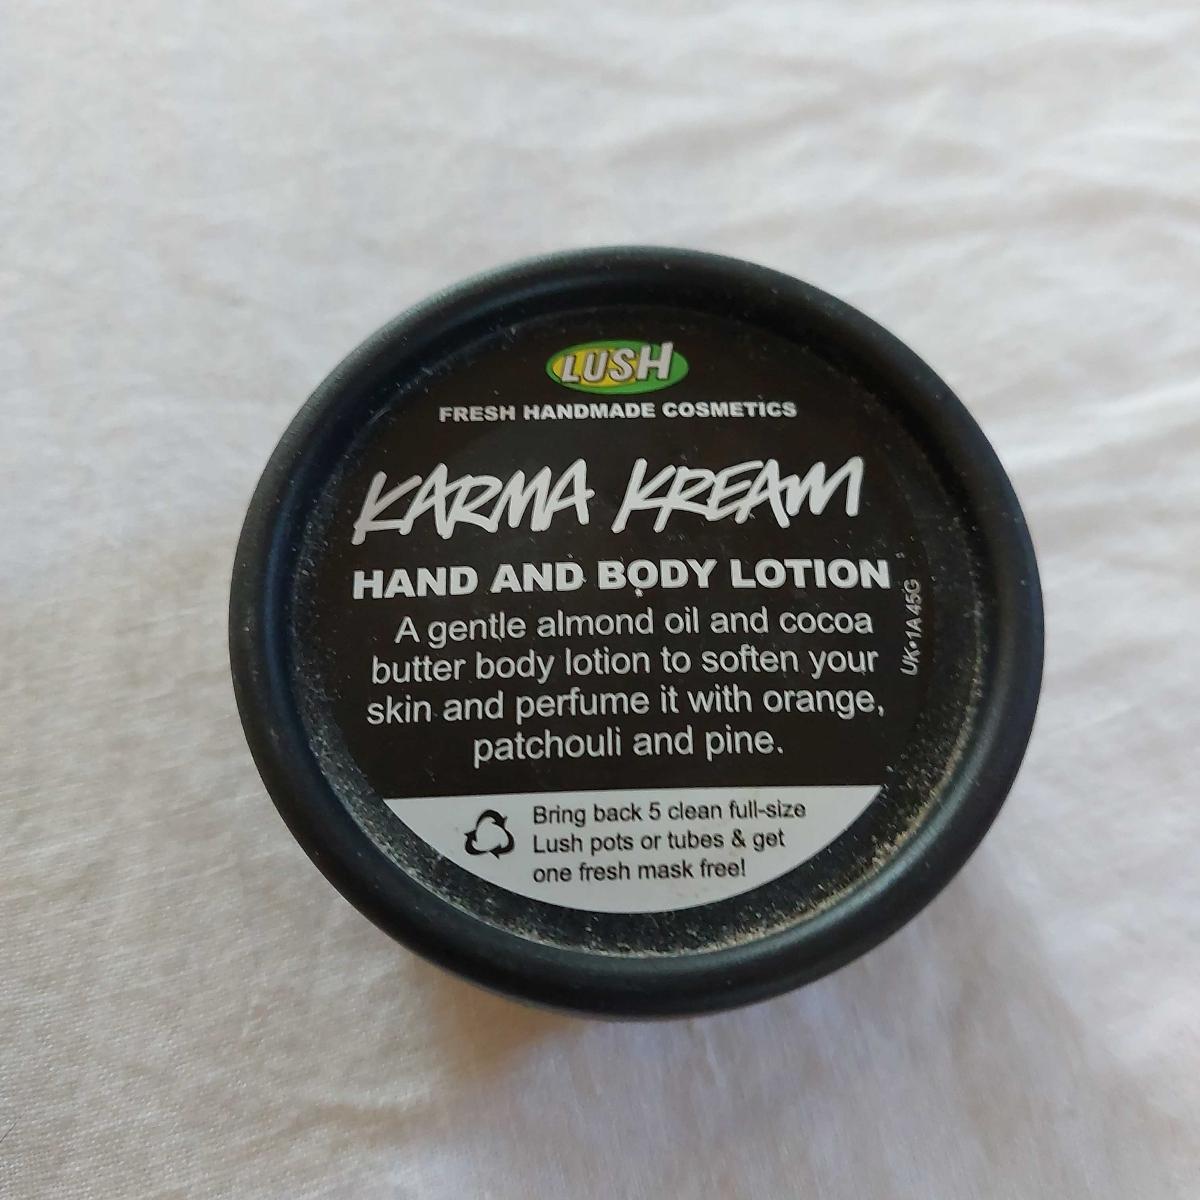 LUSH
FRESH HANDMADE COSMETICS
KARMA KREAM
HAND AND BODY LOTION
A gentle almond oil and cocoa
butter body lotion to soften your
skin and perfume it with orange,
patchouli and pine.
UK•1A45G
Bring back 5 clean full-size
Lush pots or tubes & get
one fresh mask free!